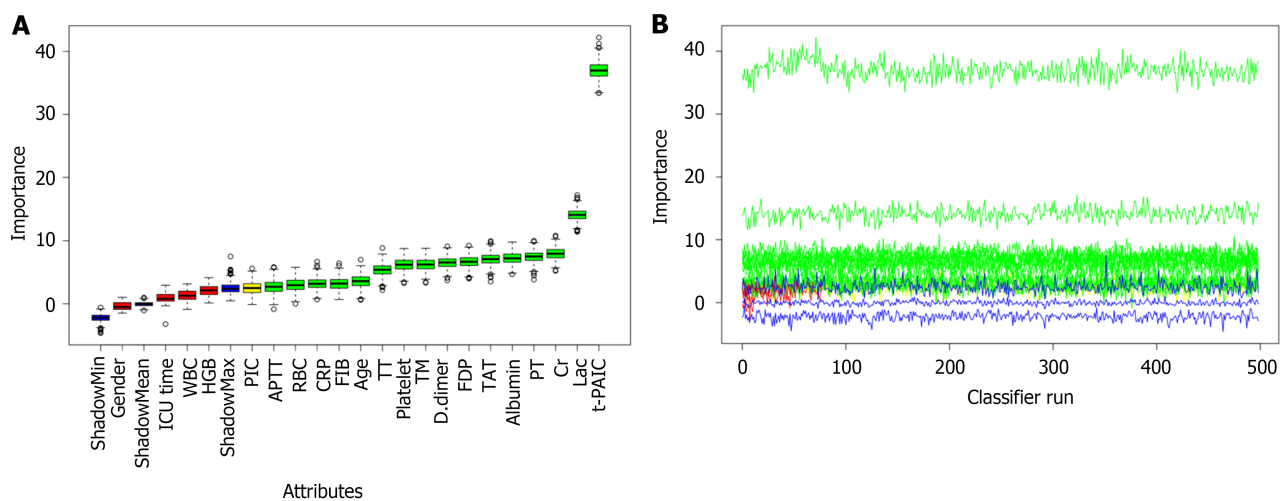 A
B
40
30
20
10
0
Importance
ShadowMin
Gender
ShadowMean
ICU time
WBC
HGB
ShadowMax
PIC
APTT
RBC
CRP
FIB
Age
TT
Platelet
TM
D.dimer
FDP
TAT
Albumin
PT
Cr
Lac
t-PAIC
Attributes
40
30
20
10
0
Importance
0
100
200
300
400
500
Classifier run